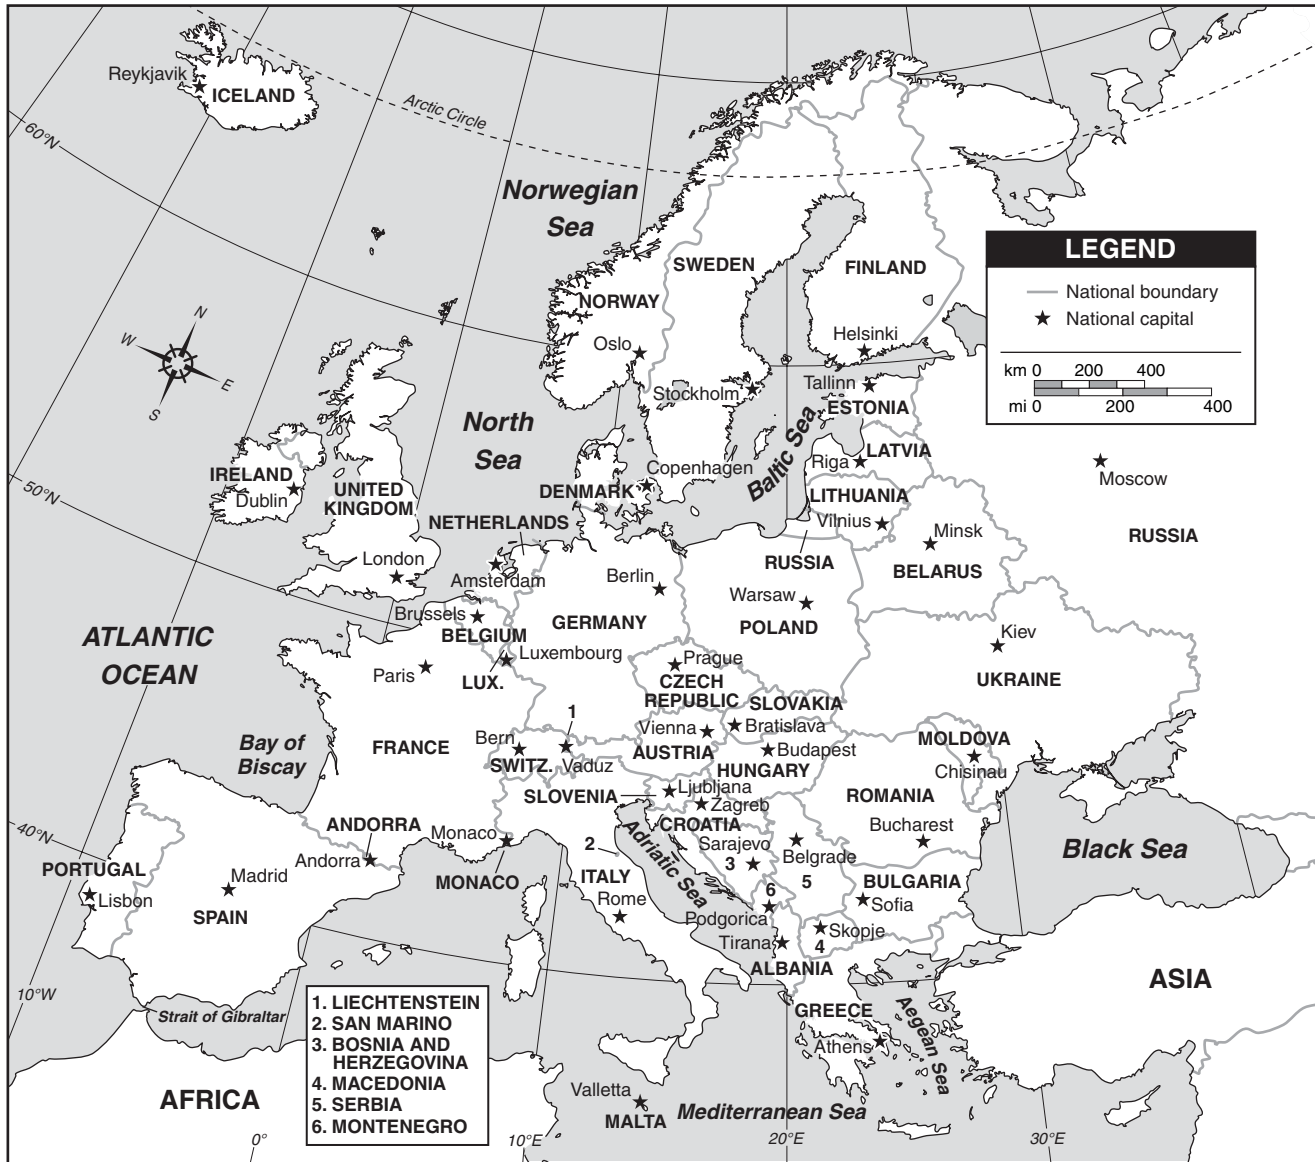 Reykjavik
ICELAND
Arctic Circle
60°N
Norwegian
Sea
LEGEND
National boundary
National capital
km 0 200 400
mi 0 200 400
SWEDEN
FINLAND
NORWAY
Oslo
Helsinki
N
W
E
S
Stockholm
Tallinn
ESTONIA
North
Sea
Baltic Sea
LATVIA
Riga
Moscow
IRELAND
Dublin
UNITED
KINGDOM
Copenhagen
DENMARK
LITHUANIA
Vilnius
50°N
NETHERLANDS
Minsk
RUSSIA
RUSSIA
BELARUS
London
Amsterdam
Berlin
Warsaw
POLAND
Brussels
BELGIUM
GERMANY
Kiev
UKRAINE
ATLANTIC
OCEAN
Paris
Luxembourg
LUX.
Prague
CZECH
REPUBLIC
SLOVAKIA
1
Vienna
Bratislava
Bay of
Biscay
FRANCE
Bern
SWITZ.
Vaduz
AUSTRIA
Budapest
HUNGARY
MOLDOVA
Chisinau
SLOVENIA
Ljubljana
Zagreb
ROMANIA
40°N
ANDORRA
Andorra
Monaco
MONACO
2
Adriatic Sea
CROATIA
Sarajevo
3
Belgrade
5
Bucharest
Black Sea
PORTUGAL
Lisbon
Madrid
SPAIN
ITALY
Rome
6
Podgorica
BULGARIA
Sofia
Tirana
Skopje
4
ALBANIA
ASIA
10°W
Strait of Gibraltar
GREECE
Athens
Aegean Sea
1. LIECHTENSTEIN
2. SAN MARINO
3. BOSNIA AND
HERZEGOVINA
4. MACEDONIA
5. SERBIA
6. MONTENEGRO
AFRICA
Valletta
MALTA
Mediterranean Sea
0°
10°E
20°E
30°E